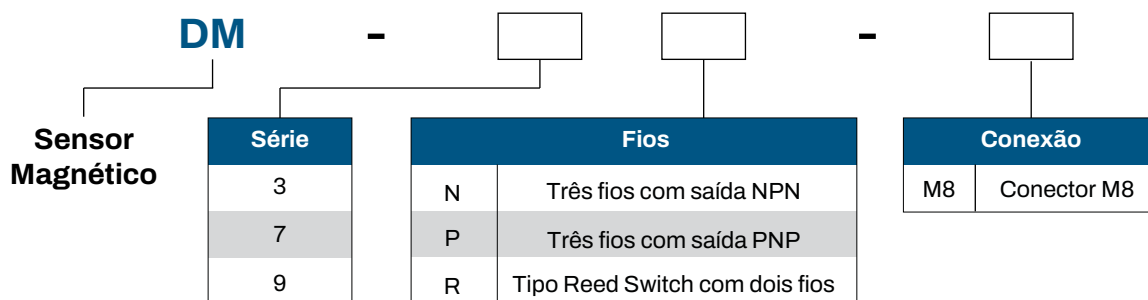 DM - -
Sensor
Magnético
Série
3
7
9
Fios
N Três fios com saída NPN
P Três fios com saída PNP
R Tipo Reed Switch com dois fios
Conexão
M8 Conector M8